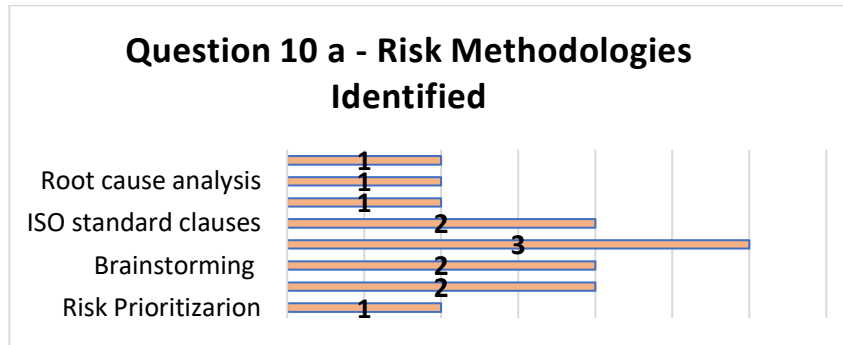 Question 10 a - Risk Methodologies
Identified
1
Root cause analysis 1
1
ISO standard clauses 2
3
Brainstorming 2
2
Risk Prioritizarion 1